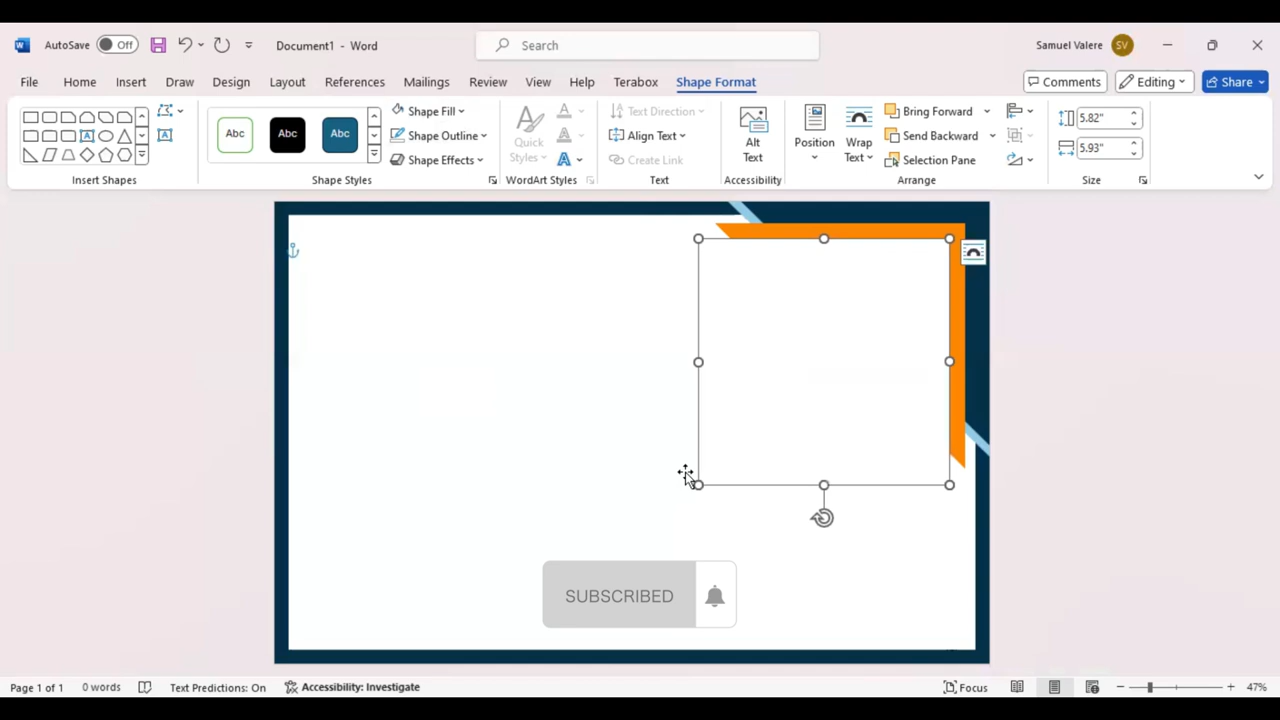 AutoSave Off Document1 - Word Search Samuel Valere SV
File Home Insert Draw Design Layout References Mailings Review View Help Terabox Shape Format Comments Editing Share
Abc Abc Abc
Shape Fill
Shape Outline
Shape Effects
Quick
Styles
Text Direction
Align Text
Create Link
Alt
Text
Position
Wrap
Text
Bring Forward
Send Backward
Selection Pane
5.82"
5.93"
Insert Shapes Shape Styles WordArt Styles Text Accessibility Arrange Size
SUBSCRIBED
Page 1 of 1 0 words Text Predictions: On Accessibility: Investigate Focus 47%